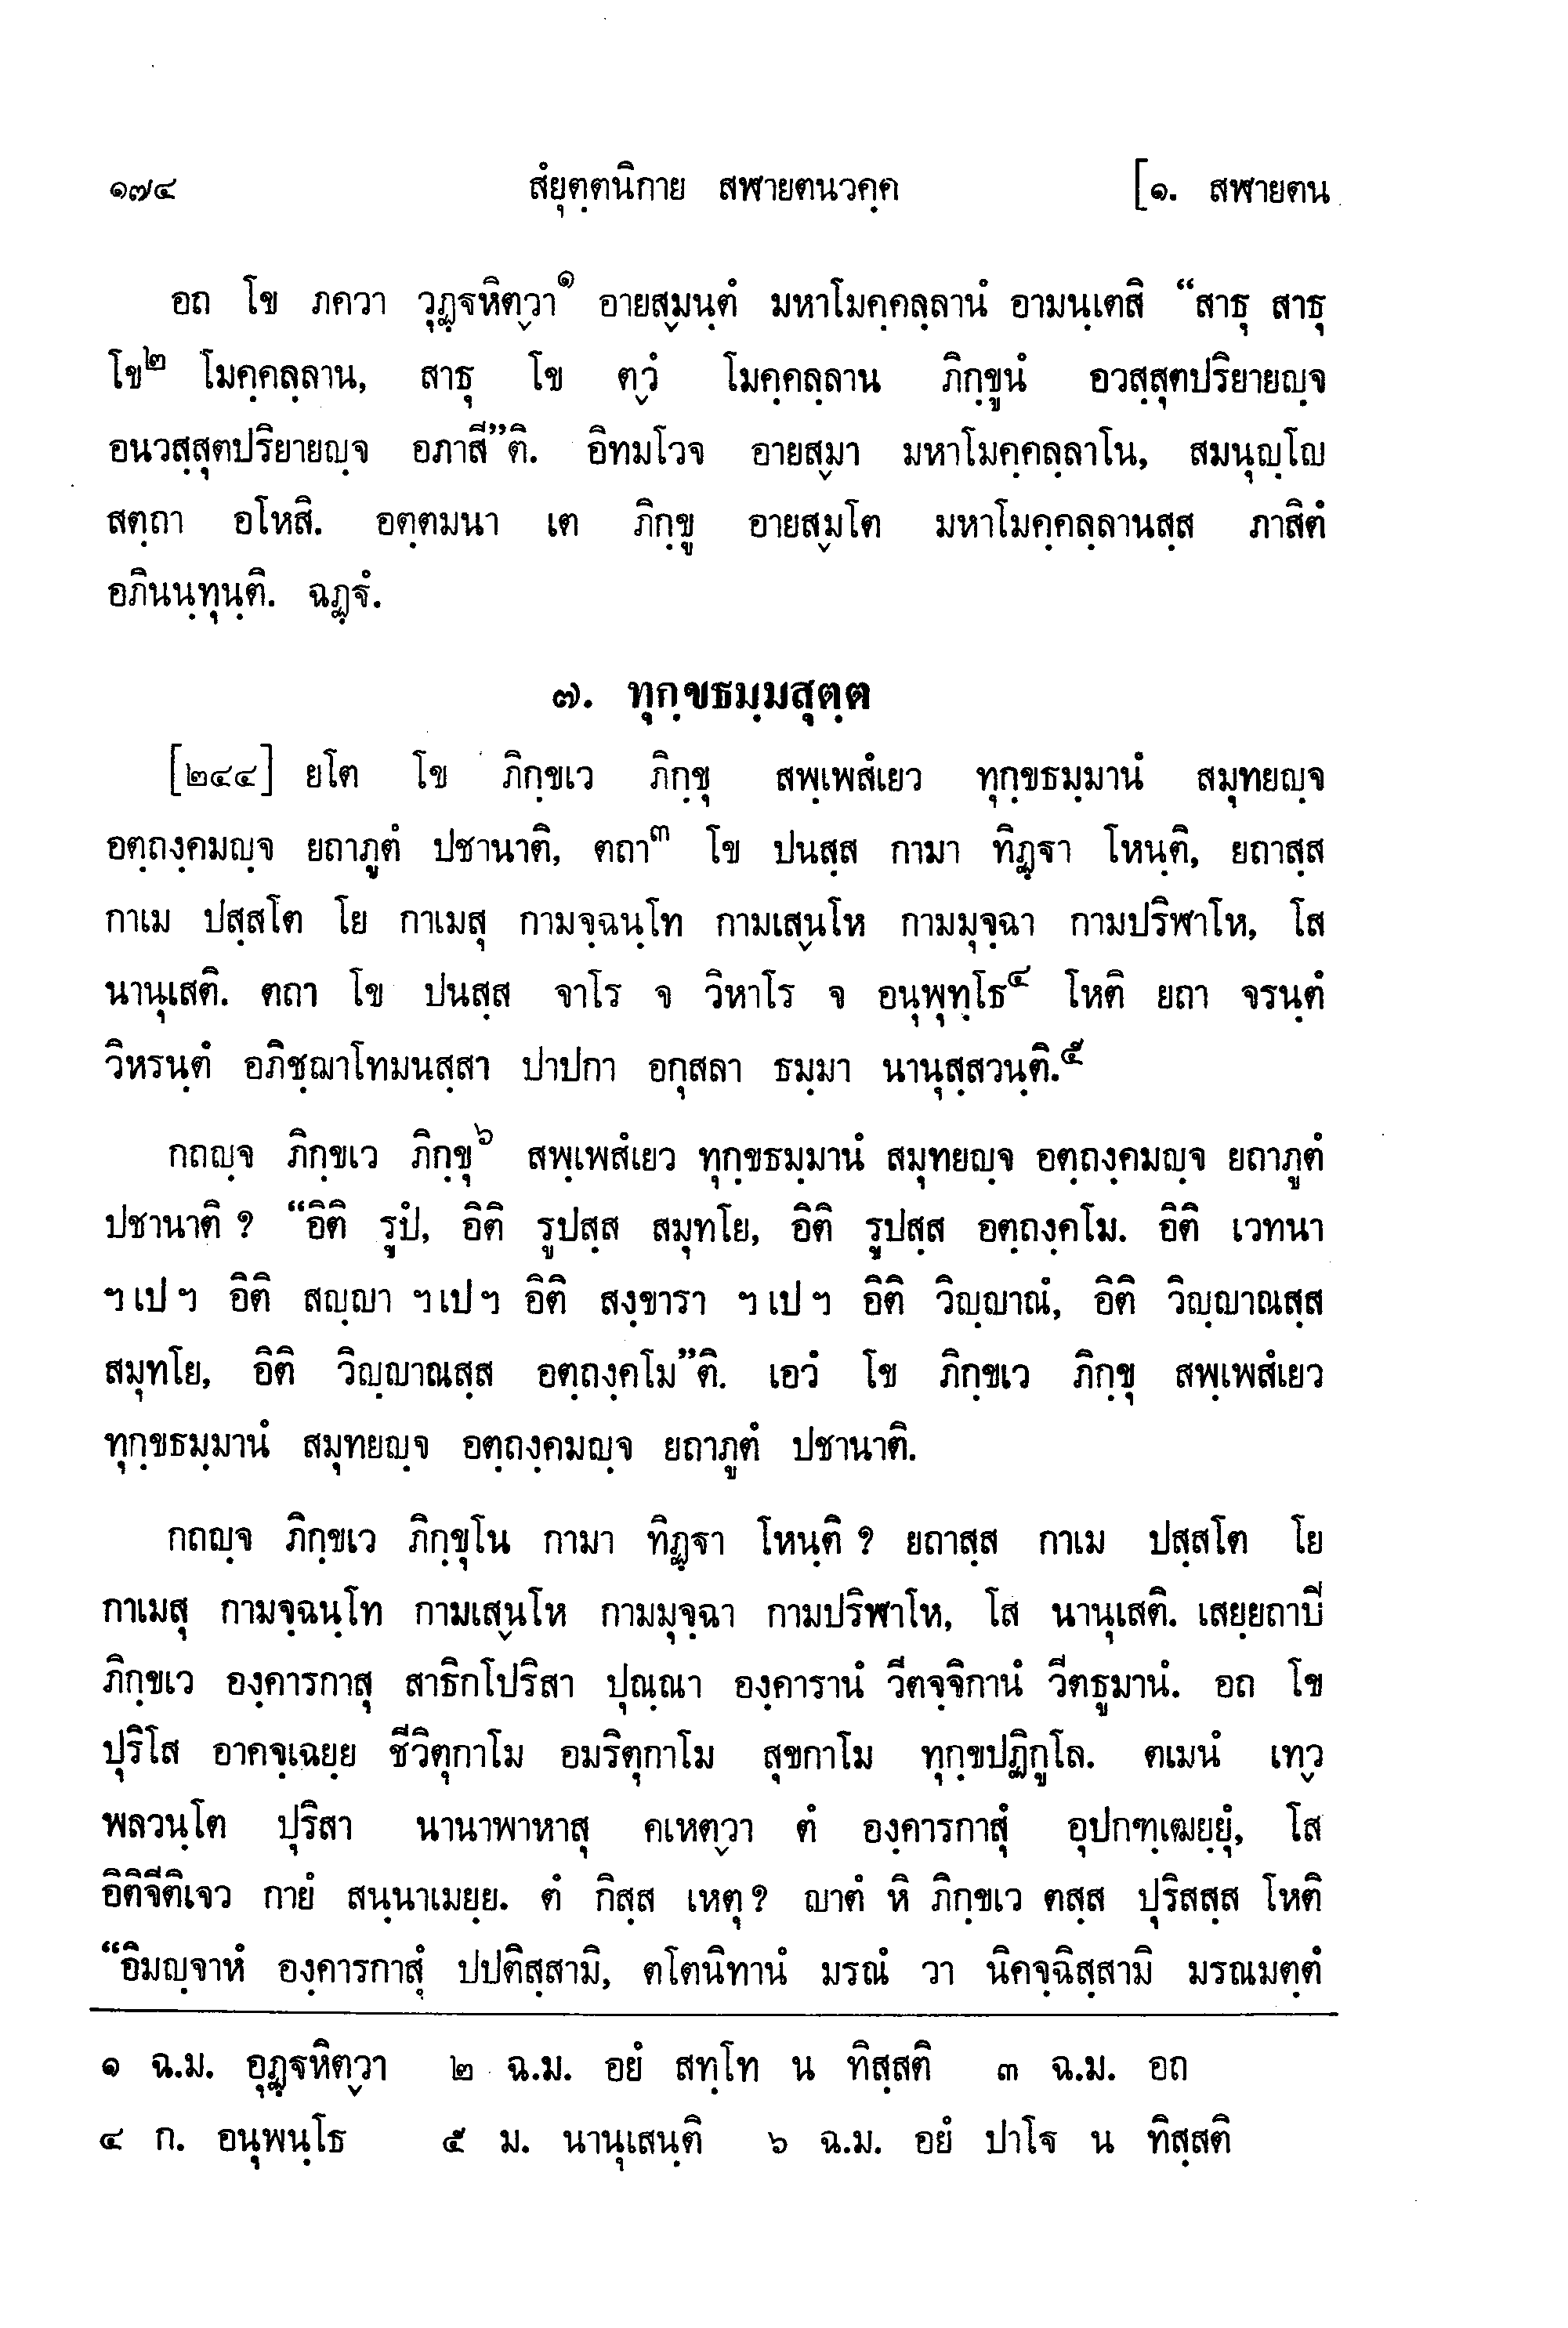 ๑๗๔ สํยุตฺตนิกาย สฬายตนวคฺค [๑. สฬายตน
อถ โข ภควา วุฏฺฐหิตฺวา๑ อายสฺมนฺตํ มหาโมคฺคลฺลานํ อามนฺเตสิ “สาธุ สาธุ
โข๒ โมคฺคลฺลาน, สาธุ โข ตฺวํ โมคฺคลฺลาน ภิกฺขูนํ อวสฺสุตปริยายญฺจ
อนวสฺสุตปริยายญฺจ อภาสี”ติ. อิทมโวจ อายสฺมา มหาโมคฺคลฺลาโน, สมนุญฺโญ
สตฺถา อโหสิ. อตฺตมนา เต ภิกฺขู อายสฺมโต มหาโมคฺคลฺลานสฺส ภาสิตํ
อภินนฺทุนฺติ. ฉฏฺฐํ.
๗. ทุกฺขธมฺมสุตฺต
[๒๔๔] ยโต โข ภิกฺขเว ภิกฺขุ สพฺเพสํเยว ทุกฺขธมฺมานํ สมุทยญฺจ
อตฺถงฺคมญฺจ ยถาภูตํ ปชานาติ, ตถา๓ โข ปนสฺส กามา ทิฏฺฐา โหนฺติ, ยถาสฺส
กาเม ปสฺสโต โย กาเมสุ กามจฺฉนฺโท กามเสฺนโห กามมุจฺฉา กามปริฬาโห, โส
นานุเสติ. ตถา โข ปนสฺส จาโร จ วิหาโร จ อนุพุทฺโธ๔ โหติ ยถา จรนฺตํ
วิหรนฺตํ อภิชฺฌาโทมนสฺสา ปาปกา อกุสลา ธมฺมา นานุสฺสวนฺติ.๕
กถญฺจ ภิกฺขเว ภิกฺขุ๖ สพฺเพสํเยว ทุกฺขธมฺมานํ สมุทยญฺจ อตฺถงฺคมญฺจ ยถาภูตํ
ปชานาติ ? “อิติ รูปํ, อิติ รูปสฺส สมุทโย, อิติ รูปสฺส อตฺถงฺคโม. อิติ เวทนา
ฯ เป ฯ อิติ สญฺญา ฯ เป ฯ อิติ สงฺขารา ฯ เป ฯ อิติ วิญฺญาณํ, อิติ วิญฺญาณสฺส
สมุทโย, อิติ วิญฺญาณสฺส อตฺถงฺคโม”ติ. เอวํ โข ภิกฺขเว ภิกฺขุ สพฺเพสํเยว
ทุกฺขธมฺมานํ สมุทยญฺจ อตฺถงฺคมญฺจ ยถาภูตํ ปชานาติ.
กถญฺจ ภิกฺขเว ภิกฺขุโน กามา ทิฏฺฐา โหนฺติ ? ยถาสฺส กาเม ปสฺสโต โย
กาเมสุ กามจฺฉนฺโท กามเสฺนโห กามมุจฺฉา กามปริฬาโห, โส นานุเสติ. เสยฺยถาปิ
ภิกฺขเว องฺคารกาสุ สาธิกโปริสา ปุณฺณา องฺคารานํ วีตจฺจิกานํ วีตธูมานํ. อถ โข
ปุริโส อาคจฺเฉยฺย ชีวิตุกาโม อมริตุกาโม สุขกาโม ทุกฺขปฏิกูโล. ตเมนํ เทฺว
พลวนฺโต ปุริสา นานาพาหาสุ คเหตฺวา ตํ องฺคารกาสุํ อุปกฑฺเฒยฺยุํ, โส
อิติจีติเจว กายํ สนฺนาเมยฺย. ตํ กิสฺส เหตุ ? ญาตํ หิ ภิกฺขเว ตสฺส ปุริสสฺส โหติ
“อิมญฺจาหํ องฺคารกาสุํ ปปติสฺสามิ, ตโตนิทานํ มรณํ วา นิคจฺฉิสฺสามิ มรณมตฺตํ
๑ ฉ.ม. อุฏฺฐหิตฺวา ๒ ฉ.ม. อยํ สทฺโท น ทิสฺสติ ๓ ฉ.ม. อถ
๔ ก. อนุพนฺโธ ๕ ม. นานุเสนฺติ ๖ ฉ.ม. อยํ ปาโฐ น ทิสฺสติ